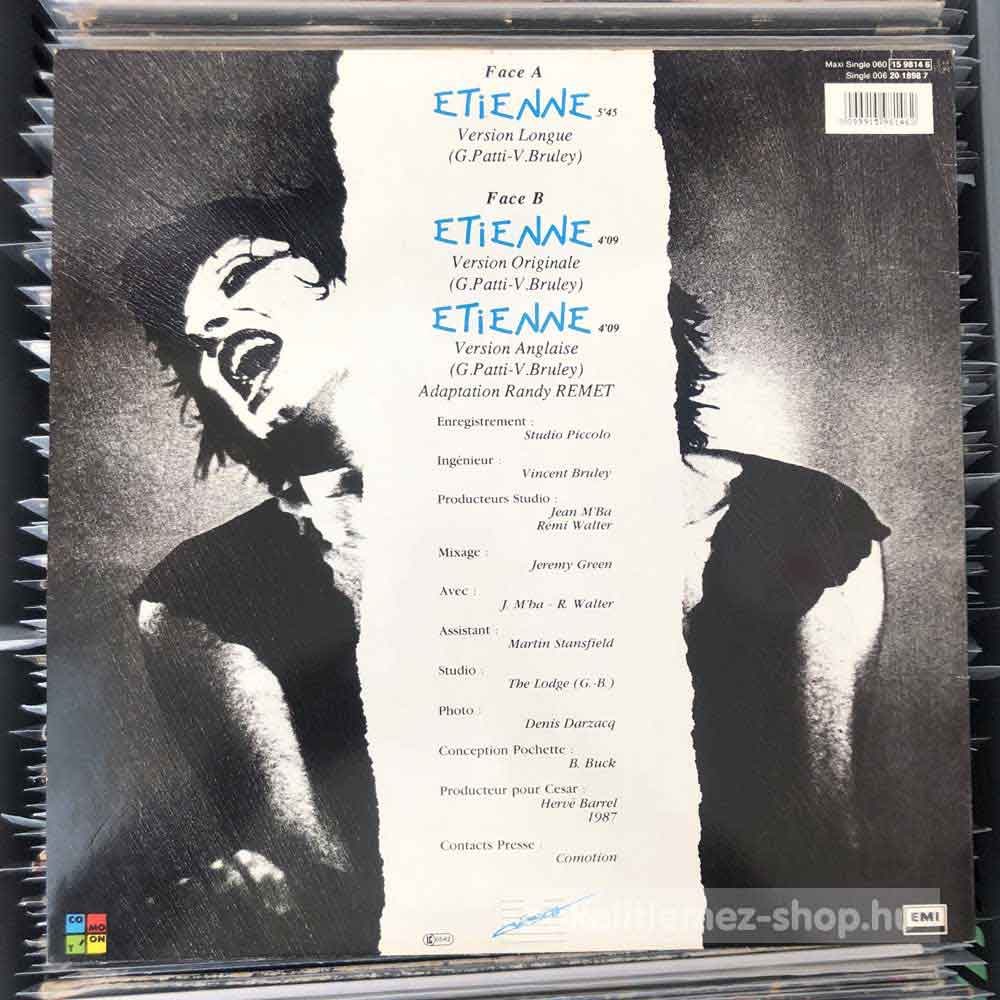 Maxi Single 060 15 9814 6
Single 006 20 1898 7
Face A
ETiENNE 5'45
Version Longue
(G.Patti-V.Bruley)
Face B
ETiENNE 4'09
Version Originale
(G.Patti-V.Bruley)
ETiENNE 4'09
Version Anglaise
(G.Patti-V.Bruley)
Adaptation Randy REMET
Enregistrement :
Studio Piccolo
Ingénieur :
Vincent Bruley
Producteurs Studio :
Jean M'Ba
Rémi Walter
Mixage :
Jeremy Green
Avec :
J. M'ba - R. Walter
Assistant :
Martin Stansfield
Studio :
The Lodge (G.-B.)
Photo :
Denis Darzacq
Conception Pochette :
B. Buck
Producteur pour Cesar :
Hervé Barrel
1987
Contacts Presse :
Comotion
CO
MO
T'
ON
EMI